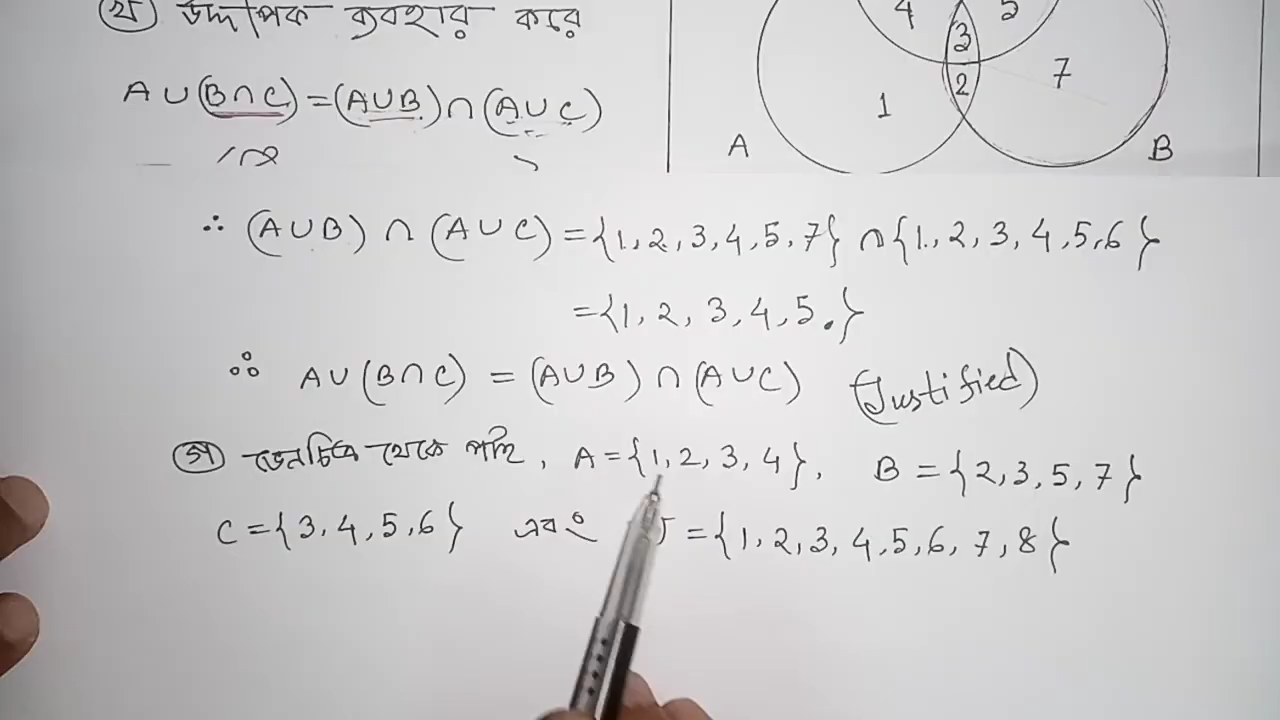 (খ) উদ্দীপক ব্যবহার করে
A∪(B∩C)=(A∪B)∩(A∪C)
4 5
3
2
7
1
A
B
∴ (A∪B)∩(A∪C)={1,2,3,4,5,7}∩{1,2,3,4,5,6}
={1,2,3,4,5.}
∴ A∪(B∩C)=(A∪B)∩(A∪C) (Justified)
(গ) ভেনচিত্র থেকে পাই, A={1,2,3,4}, B={2,3,5,7}
C={3,4,5,6} এবং U={1,2,3,4,5,6,7,8}